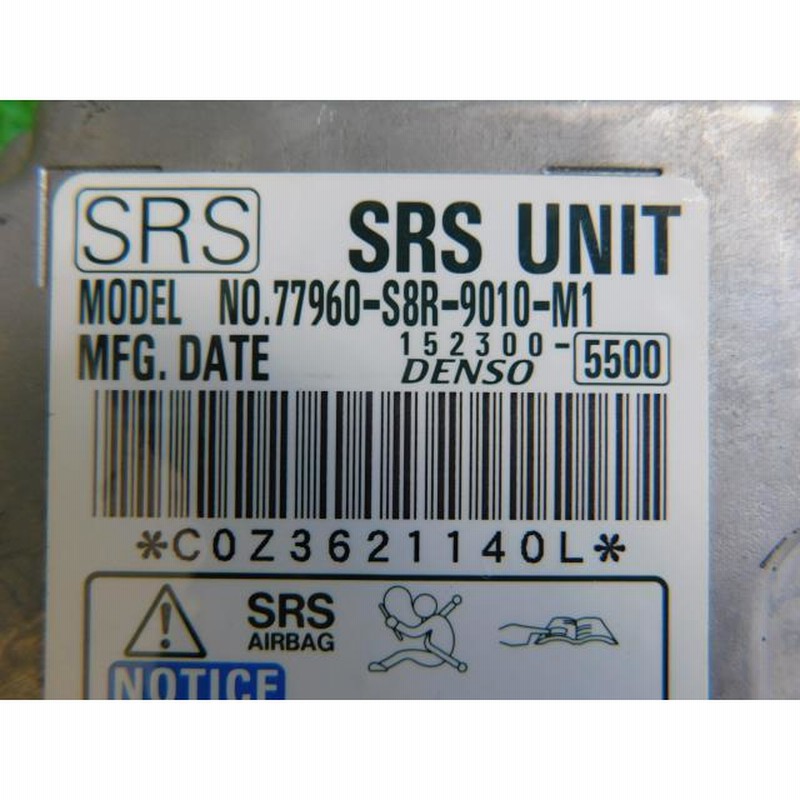 SRS SRS UNIT
MODEL NO.77960-S8R-9010-M1
MFG. DATE 152300-5500
DENSO
*C0Z3621140L*
SRS
AIRBAG
NOTICE